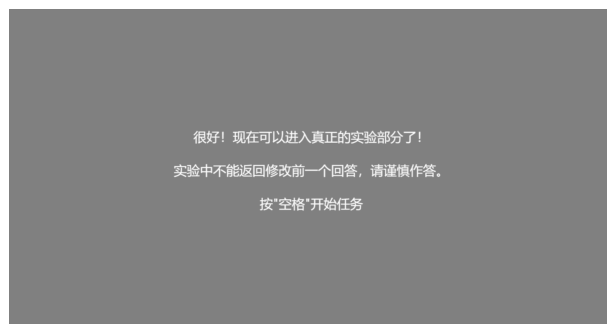 很好！现在可以进入真正的实验部分了！
实验中不能返回修改前一个回答，请谨慎作答。
按"空格"开始任务